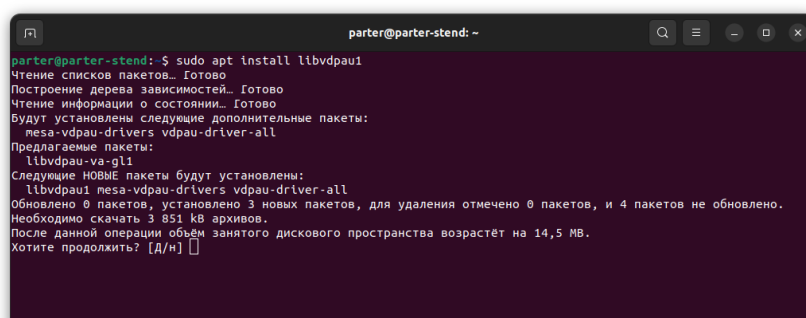 parter@parter-stend: ~
parter@parter-stend:~$ sudo apt install libvdpau1
Чтение списков пакетов… Готово
Построение дерева зависимостей… Готово
Чтение информации о состоянии… Готово
Будут установлены следующие дополнительные пакеты:
  mesa-vdpau-drivers vdpau-driver-all
Предлагаемые пакеты:
  libvdpau-va-gl1
Следующие НОВЫЕ пакеты будут установлены:
  libvdpau1 mesa-vdpau-drivers vdpau-driver-all
Обновлено 0 пакетов, установлено 3 новых пакетов, для удаления отмечено 0 пакетов, и 4 пакетов не обновлено.
Необходимо скачать 3 851 kB архивов.
После данной операции объём занятого дискового пространства возрастёт на 14,5 MB.
Хотите продолжить? [Д/н]